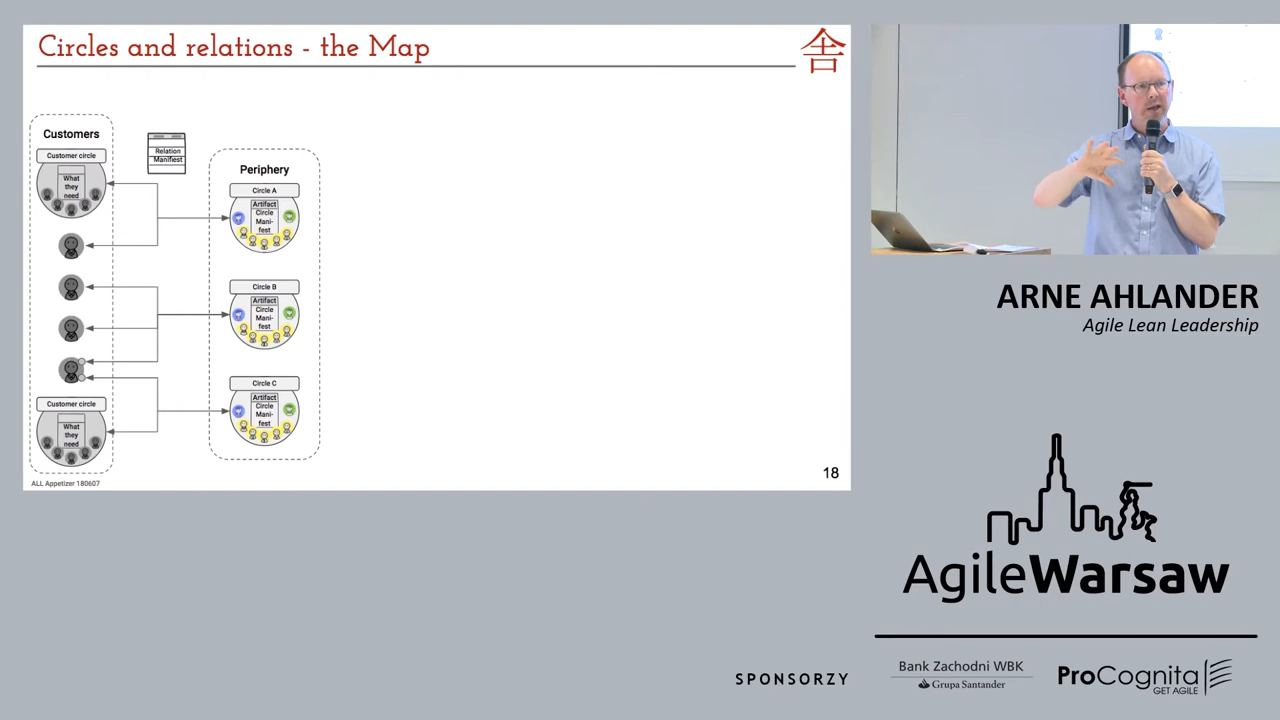 Circles and relations - the Map
舎
Customers
Customer circle
What
they
need
Customer circle
What
they
need
Relation
Manifiest
Periphery
Circle A
Artifact
Circle
Mani-
fest
Circle B
Artifact
Circle
Mani-
fest
Circle C
Artifact
Circle
Mani-
fest
ALL Appetizer 180607
18
ARNE AHLANDER
Agile Lean Leadership
AgileWarsaw
SPONSORZY
Bank Zachodni WBK
Grupa Santander
ProCognita
GET AGILE